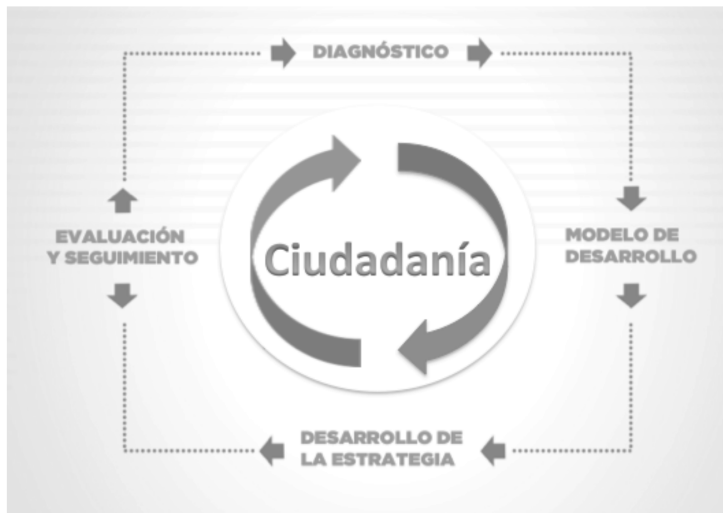 DIAGNÓSTICO
EVALUACIÓN
Y SEGUIMIENTO
Ciudadanía
MODELO DE
DESARROLLO
DESARROLLO DE
LA ESTRATEGIA